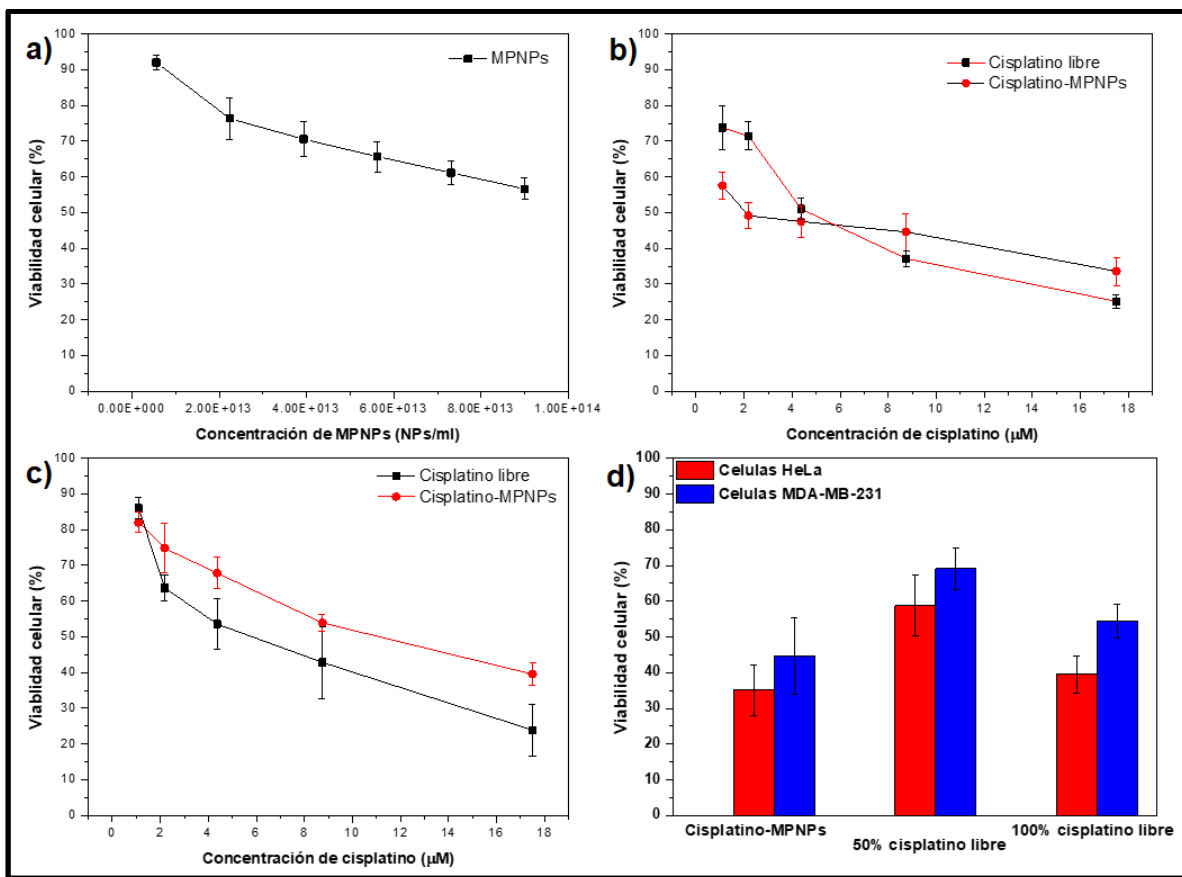 a)
MPNPs
100
90
80
70
60
50
40
30
20
10
0
Viabilidad celular (%)
0.00E+000 2.00E+013 4.00E+013 6.00E+013 8.00E+013 1.00E+014
Concentración de MPNPs (NPs/ml)
b)
Cisplatino libre
Cisplatino-MPNPs
100
90
80
70
60
50
40
30
20
10
0
Viabilidad celular (%)
0 2 4 6 8 10 12 14 16 18
Concentración de cisplatino (µM)
c)
Cisplatino libre
Cisplatino-MPNPs
100
90
80
70
60
50
40
30
20
10
0
Viablidad celular (%)
0 2 4 6 8 10 12 14 16 18
Concentración de cisplatino (µM)
d)
Celulas HeLa
Celulas MDA-MB-231
100
90
80
70
60
50
40
30
20
10
0
Viabilidad celular (%)
Cisplatino-MPNPs
50% cisplatino libre
100% cisplatino libre